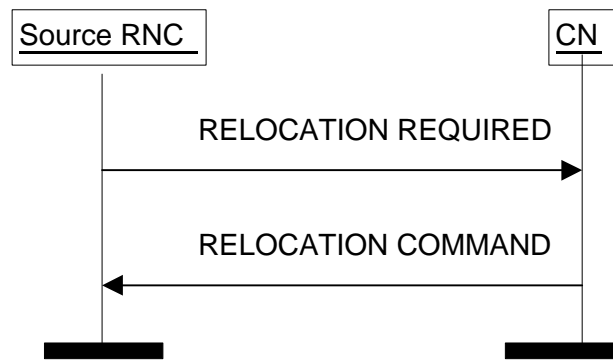 Source RNC
CN
RELOCATION REQUIRED
RELOCATION COMMAND